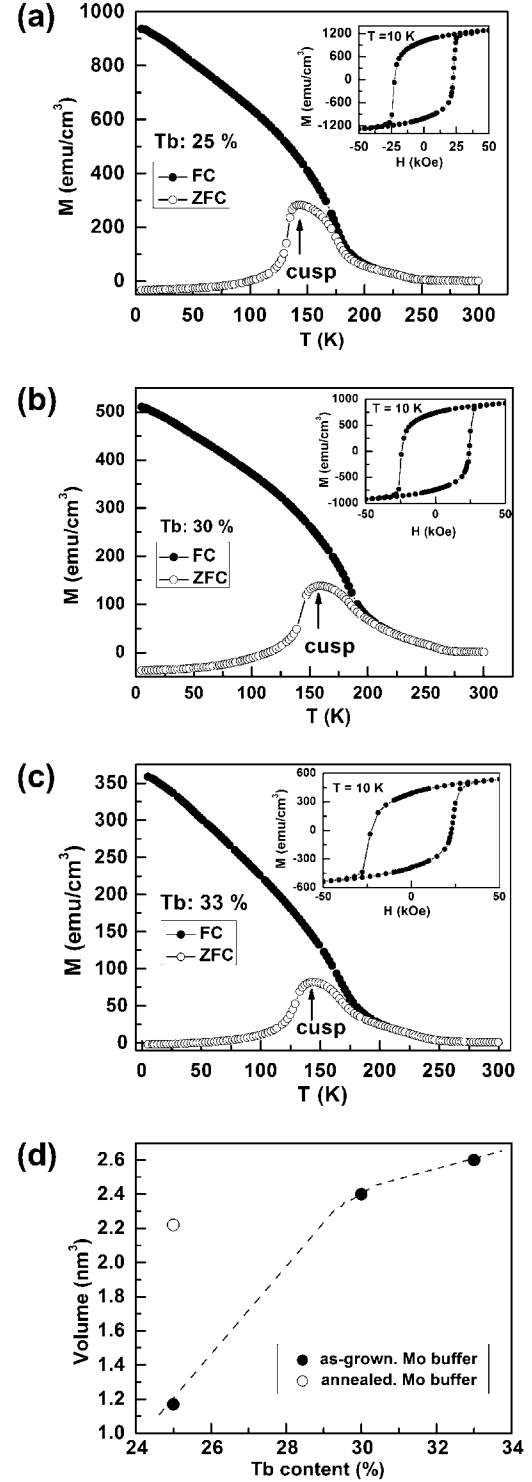 (a)
1000
800
600
400
200
0
M (emu/cm³)
Tb: 25 %
FC
ZFC
cusp
0 50 100 150 200 250 300
T (K)
T =10 K
1200
600
0
-600
-1200
M (emu/cm³)
-50 -25 0 25 50
H (kOe)
(b)
500
400
300
200
100
0
M (emu/cm³)
Tb: 30 %
FC
ZFC
cusp
0 50 100 150 200 250 300
T (K)
T = 10 K
1000
500
0
-500
-1000
M (emu/cm³)
-50 0 50
H (kOe)
(c)
350
300
250
200
150
100
50
0
M (emu/cm³)
Tb: 33 %
FC
ZFC
cusp
0 50 100 150 200 250 300
T (K)
T = 10 K
600
300
0
-300
-600
M (emu/cm³)
-50 0 50
H (kOe)
(d)
2.6
2.4
2.2
2.0
1.8
1.6
1.4
1.2
1.0
Volume (nm³)
as-grown. Mo buffer
annealed. Mo buffer
24 26 28 30 32 34
Tb content (%)